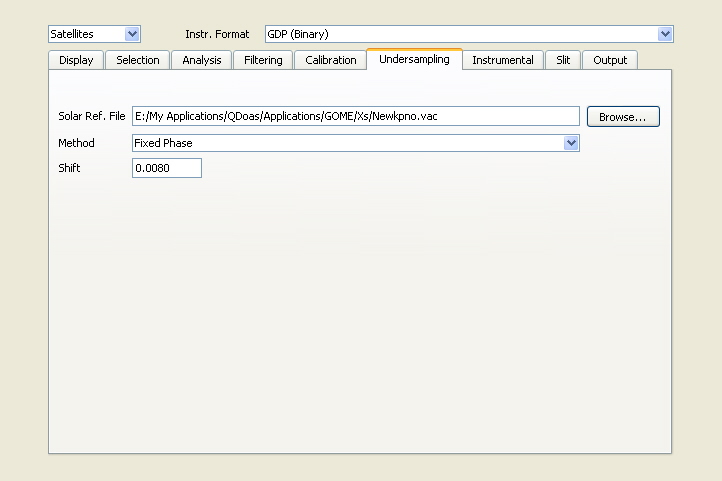 Satellites Instr. Format GDP (Binary)
Display Selection Analysis Filtering Calibration Undersampling Instrumental Slit Output
Solar Ref. File E:/My Applications/QDoas/Applications/GOME/Xs/Newkpno.vac Browse...
Method Fixed Phase
Shift 0.0080